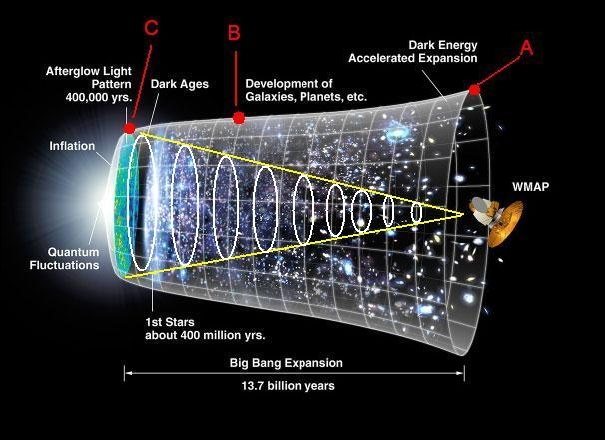 C
B
A
Dark Energy
Accelerated Expansion
Afterglow Light
Pattern
400,000 yrs.
Dark Ages
Development of
Galaxies, Planets, etc.
Inflation
WMAP
Quantum
Fluctuations
1st Stars
about 400 million yrs.
Big Bang Expansion
13.7 billion years